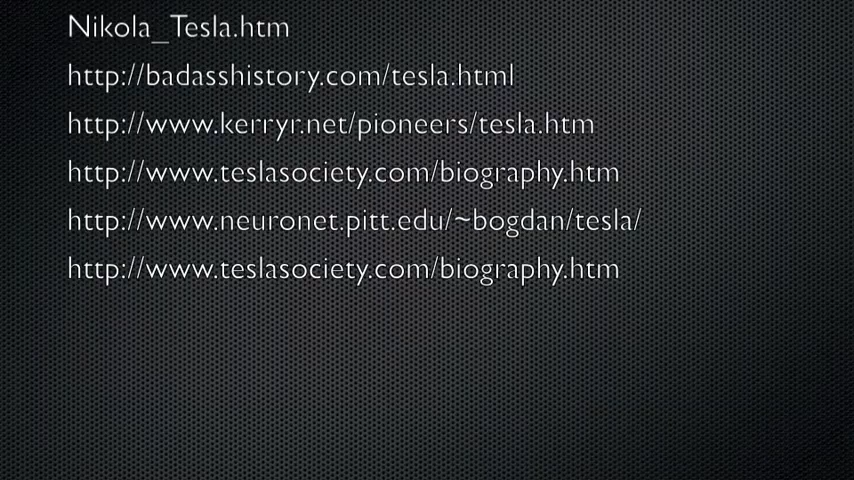 Nikola_Tesla.htm
http://badasshistory.com/tesla.html
http://www.kerryr.net/pioneers/tesla.htm
http://www.teslasociety.com/biography.htm
http://www.neuronet.pitt.edu/~bogdan/tesla/
http://www.teslasociety.com/biography.htm